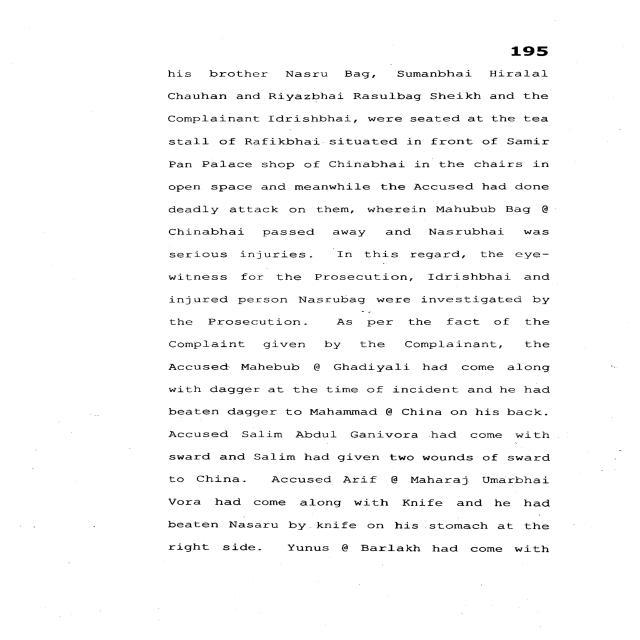 195
his brother Nasru Bag, Sumanbhai Hiralal
Chauhan and Riyazbhai Rasulbag Sheikh and the
Complainant Idrishbhai, were seated at the tea
stall of Rafikbhai situated in front of Samir
Pan Palace shop of Chinabhai in the chairs in
open space and meanwhile the Accused had done
deadly attack on them, wherein Mahubub Bag @
Chinabhai passed away and Nasrubhai was
serious injuries. In this regard, the eye-
witness for the Prosecution, Idrishbhai and
injured person Nasrubag were investigated by
the Prosecution. As per the fact of the
Complaint given by the Complainant, the
Accused Mahebub @ Ghadiyali had come along
with dagger at the time of incident and he had
beaten dagger to Mahammad @ China on his back.
Accused Salim Abdul Ganivora had come with
sward and Salim had given two wounds of sward
to China. Accused Arif @ Maharaj Umarbhai
Vora had come along with Knife and he had
beaten Nasaru by knife on his stomach at the
right side. Yunus @ Barlakh had come with